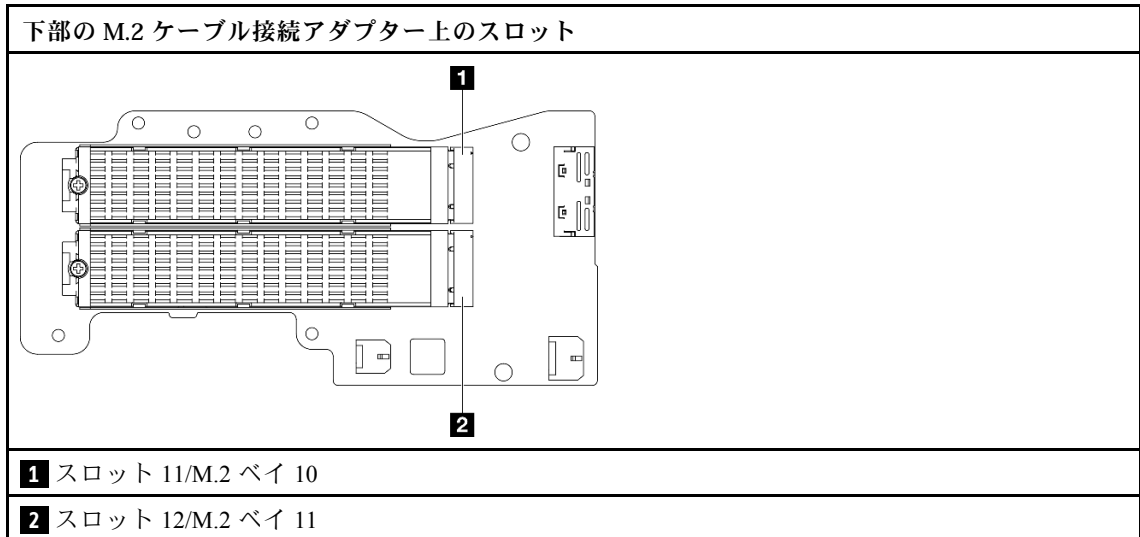 下部の M.2 ケーブル接続アダプター上のスロット
1
2
1 スロット 11/M.2 ベイ 10
2 スロット 12/M.2 ベイ 11